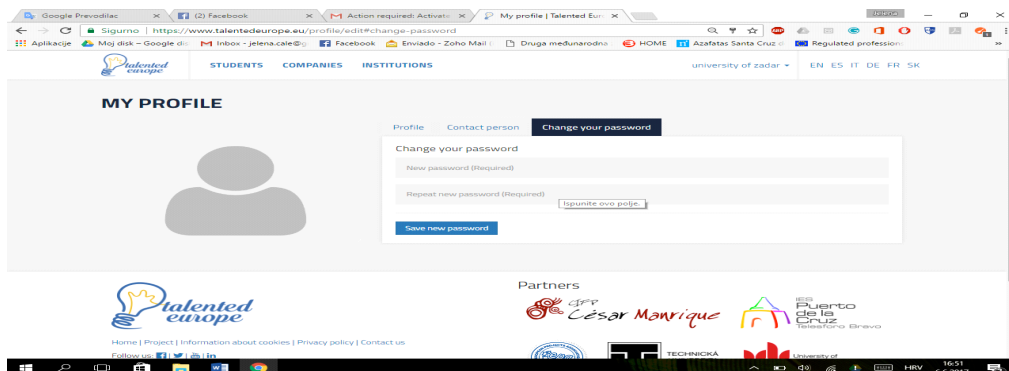 Google Prevodilac
(2) Facebook
Action required: Activate
My profile | Talented Eur
Jelena
Sigurno | https://www.talentedeurope.eu/profile/edit#change-password
Aplikacije
Moj disk – Google
Inbox - jelena.cale@g
Facebook
Enviado - Zoho Mail
Druga međunarodna
HOME
Azafatas Santa Cruz d
Regulated profession
talented
europe
STUDENTS COMPANIES INSTITUTIONS
university of zadar
EN ES IT DE FR SK
MY PROFILE
Profile
Contact person
Change your password
Change your password
New password (Required)
Repeat new password (Required)
Ispunite ovo polje.
Save new password
talented
europe
Home | Project | Information about cookies | Privacy policy | Contact us
Follow us:
Partners
CIFP
César Manrique
IES
Puerto
de la
Cruz
Telesforo Bravo
TECHNICKÁ
University of
HRV
16:51